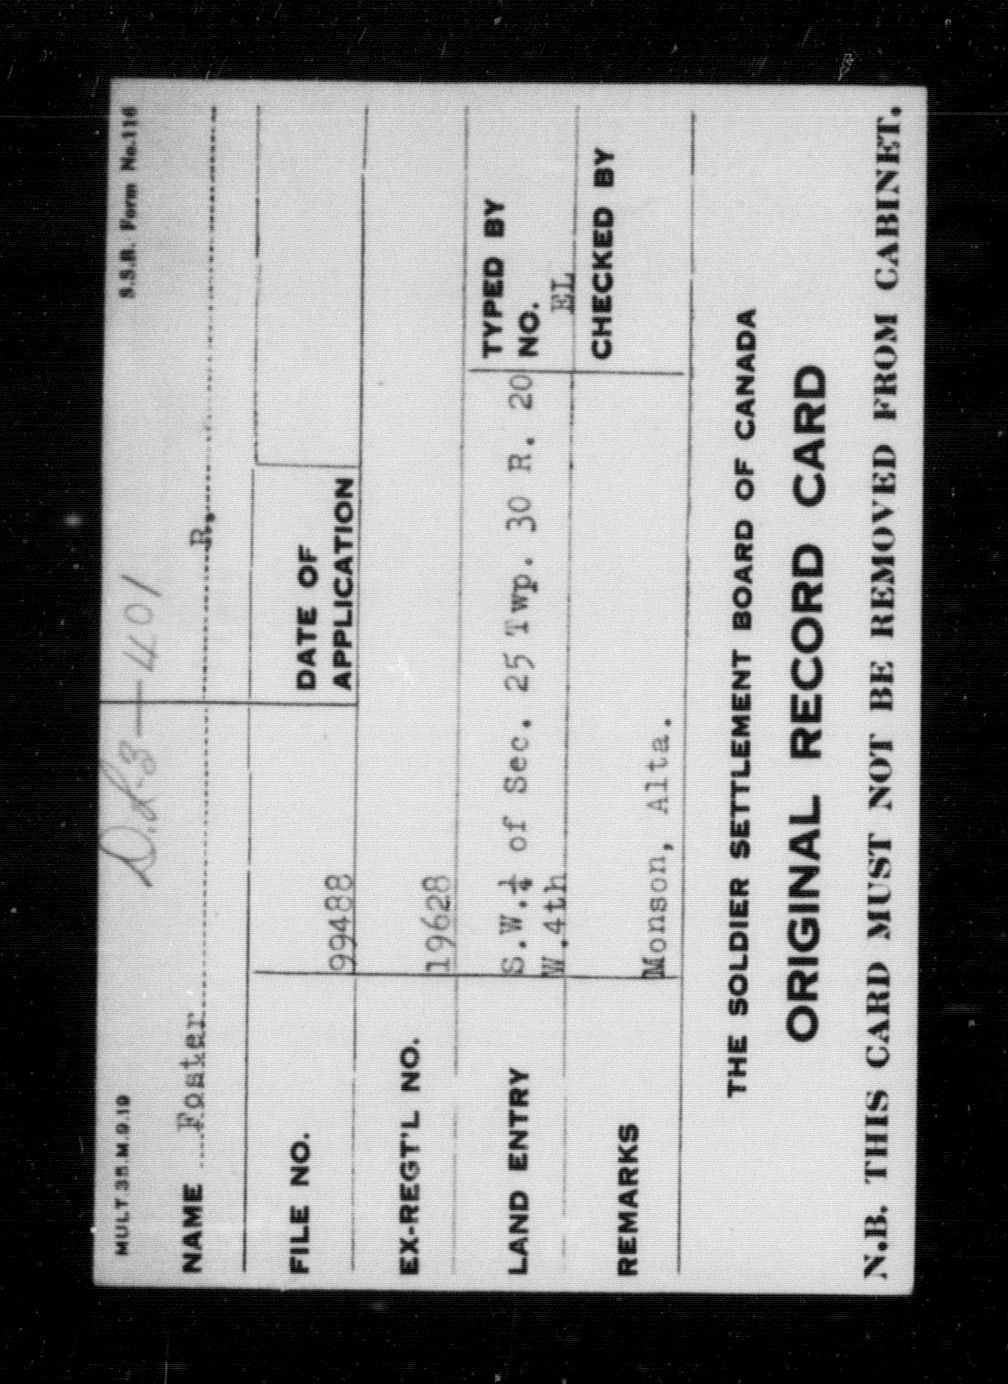 MULT 35.M.9.19 S.S.B. Form No.116
D.L-3-401
NAME Foster R.
FILE NO. 99488 DATE OF APPLICATION
EX-REGT'L NO. 19628
LAND ENTRY S.W.¼ of Sec. 25 Twp. 30 R. 20
W.4th
TYPED BY
NO. EL
REMARKS Monson, Alta.
CHECKED BY
THE SOLDIER SETTLEMENT BOARD OF CANADA
ORIGINAL RECORD CARD
N.B. THIS CARD MUST NOT BE REMOVED FROM CABINET.